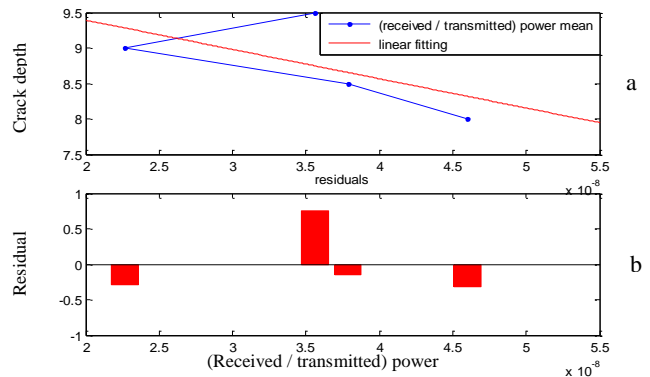 9.5
9
8.5
8
7.5
Crack depth
(received / transmitted) power mean
linear fitting
a
2 2.5 3 3.5 4 4.5 5 5.5
x 10⁻⁸
residuals
1
0.5
0
-0.5
-1
Residual
b
2 2.5 3 3.5 4 4.5 5 5.5
x 10⁻⁸
(Received / transmitted) power